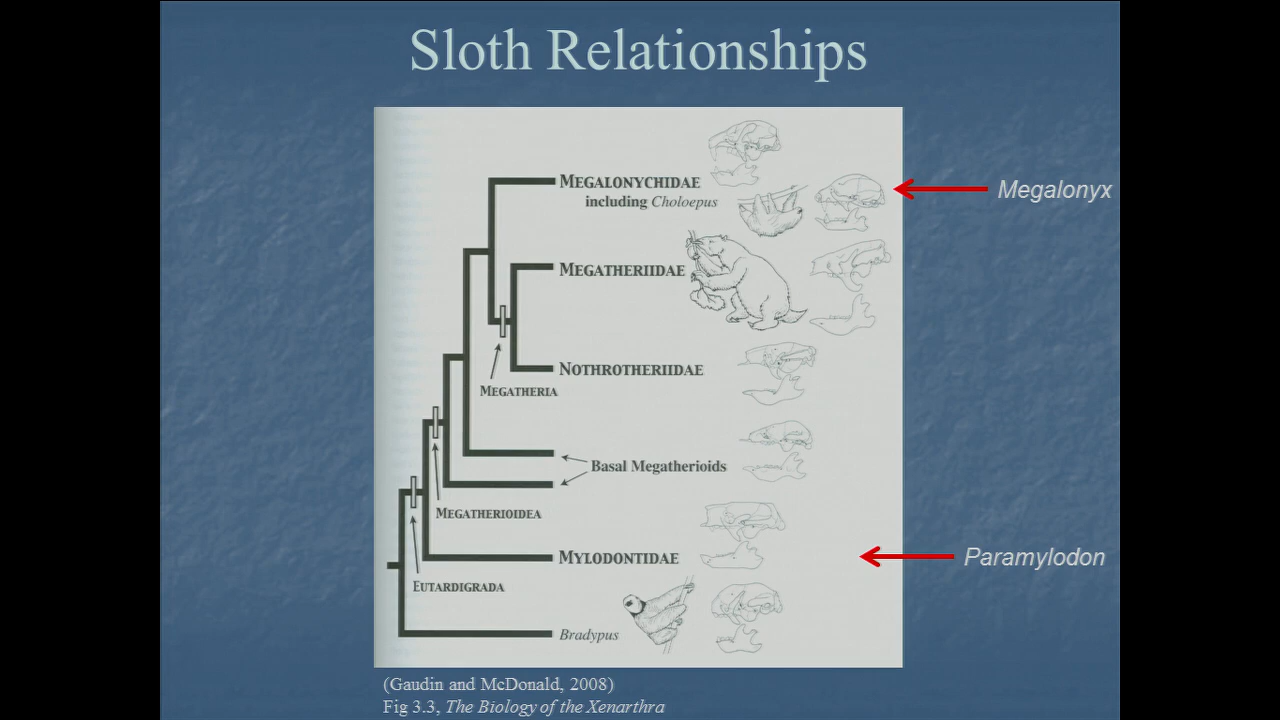 Sloth Relationships
MEGALONYCHIDAE
including Choloepus
Megalonyx
MEGATHERIIDAE
NOTHROTHERIIDAE
MEGATHERIA
Basal Megatherioids
MEGATHERIOIDEA
MYLODONTIDAE
Paramylodon
EUTARDIGRADA
Bradypus
(Gaudin and McDonald, 2008)
Fig 3.3, The Biology of the Xenarthra